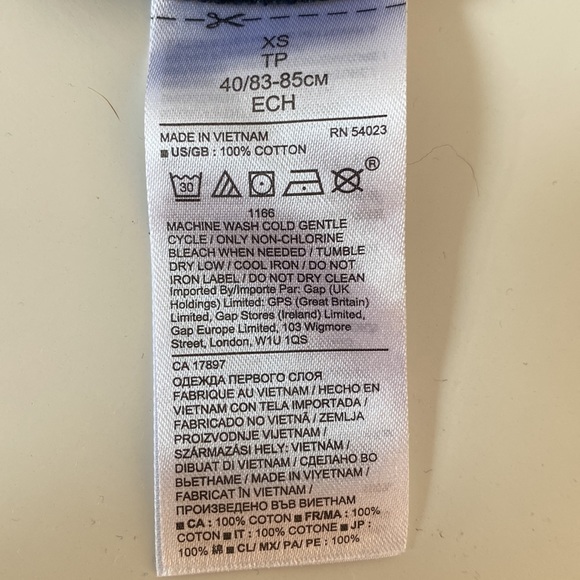 XS
TP
40/83-85CM
ECH
MADE IN VIETNAM RN 54023
■ US/GB : 100% COTTON
30 ®
1166
MACHINE WASH COLD GENTLE
CYCLE / ONLY NON-CHLORINE
BLEACH WHEN NEEDED / TUMBLE
DRY LOW / COOL IRON / DO NOT
IRON LABEL / DO NOT DRY CLEAN
Imported By/Importe Par: Gap (UK
Holdings) Limited: GPS (Great Britain)
Limited, Gap Stores (Ireland) Limited,
Gap Europe Limited, 103 Wigmore
Street, London, W1U 1QS
CA 17897
ОДЕЖДА ПЕРВОГО СЛОЯ
FABRIQUE AU VIETNAM / HECHO EN
VIETNAM CON TELA IMPORTADA /
FABRICADO NO VIETNÃ / ZEMLJA
PROIZVODNJE VIJETNAM /
SZÁRMAZÁSI HELY: VIETNÁM /
DIBUAT DI VIETNAM / СДЕЛАНО ВО
ВЬЕТНАМЕ / MADE IN VIYETNAM /
FABRICAT ÎN VIETNAM /
ПРОИЗВЕДЕНО ВЪВ ВИЕТНАМ
■ CA : 100% COTON ■ FR/MA : 100%
COTON ■ IT : 100% COTONE ■ JP :
100% 綿 ■ CL/ MX/ PA/ PE : 100%